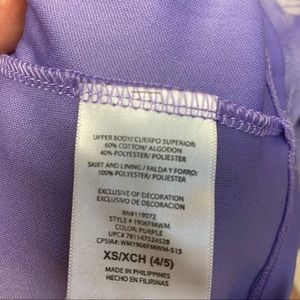 UPPER BODY/ CUERPO SUPERIOR:
60% COTTON/ ALGODON
40% POLYESTER/ POLIESTER
SKIRT AND LINING / FALDA Y FORRO:
100% POLYESTER/ POLIESTER
EXCLUSIVE OF DECORATION
EXCLUSIVO DE DECORACION
RN#119072
STYLE # 1906FMWM
COLOR: PURPLE
UPC# 781147524528
CPSIA#: WM1906FMWM-515
XS/XCH (4/5)
MADE IN PHILIPPINES
HECHO EN FILIPINAS